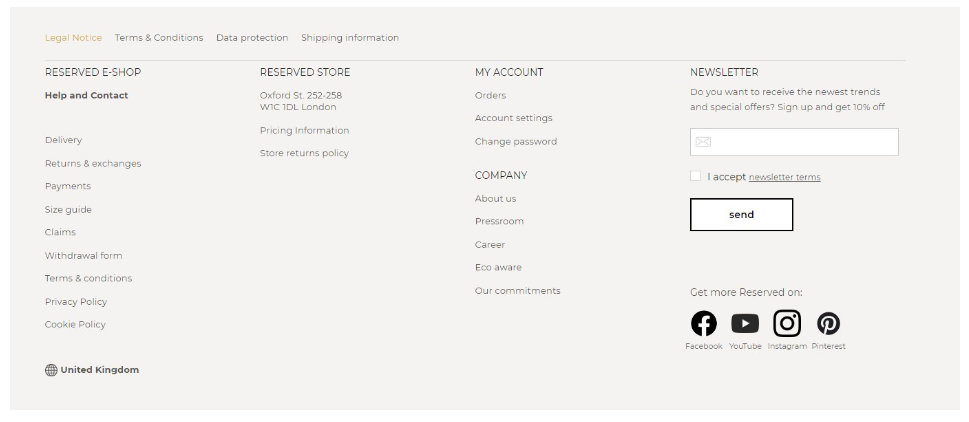 Legal Notice Terms & Conditions Data protection Shipping information
RESERVED E-SHOP
Help and Contact
Delivery
Returns & exchanges
Payments
Size guide
Claims
Withdrawal form
Terms & conditions
Privacy Policy
Cookie Policy
United Kingdom
RESERVED STORE
Oxford St. 252-258
W1C 1DL London
Pricing Information
Store returns policy
MY ACCOUNT
Orders
Account settings
Change password
COMPANY
About us
Pressroom
Career
Eco aware
Our commitments
NEWSLETTER
Do you want to receive the newest trends
and special offers? Sign up and get 10% off
I accept newsletter terms
send
Get more Reserved on:
Facebook YouTube Instagram Pinterest